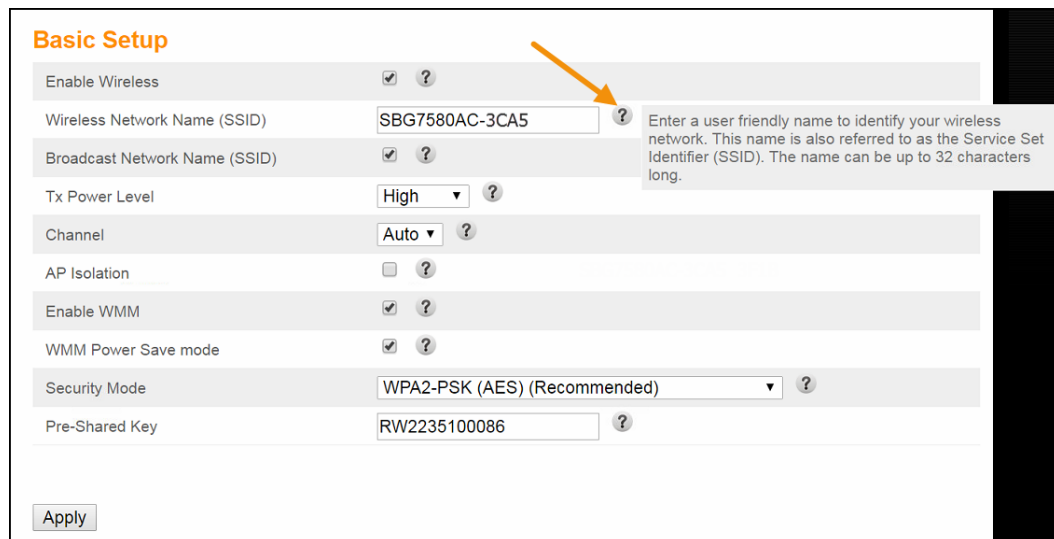 Basic Setup
Enable Wireless ?
Wireless Network Name (SSID) SBG7580AC-3CA5 ?
Enter a user friendly name to identify your wireless
network. This name is also referred to as the Service Set
Identifier (SSID). The name can be up to 32 characters
long.
Broadcast Network Name (SSID) ?
Tx Power Level High ?
Channel Auto ?
AP Isolation ?
Enable WMM ?
WMM Power Save mode ?
Security Mode WPA2-PSK (AES) (Recommended) ?
Pre-Shared Key RW2235100086 ?
Apply